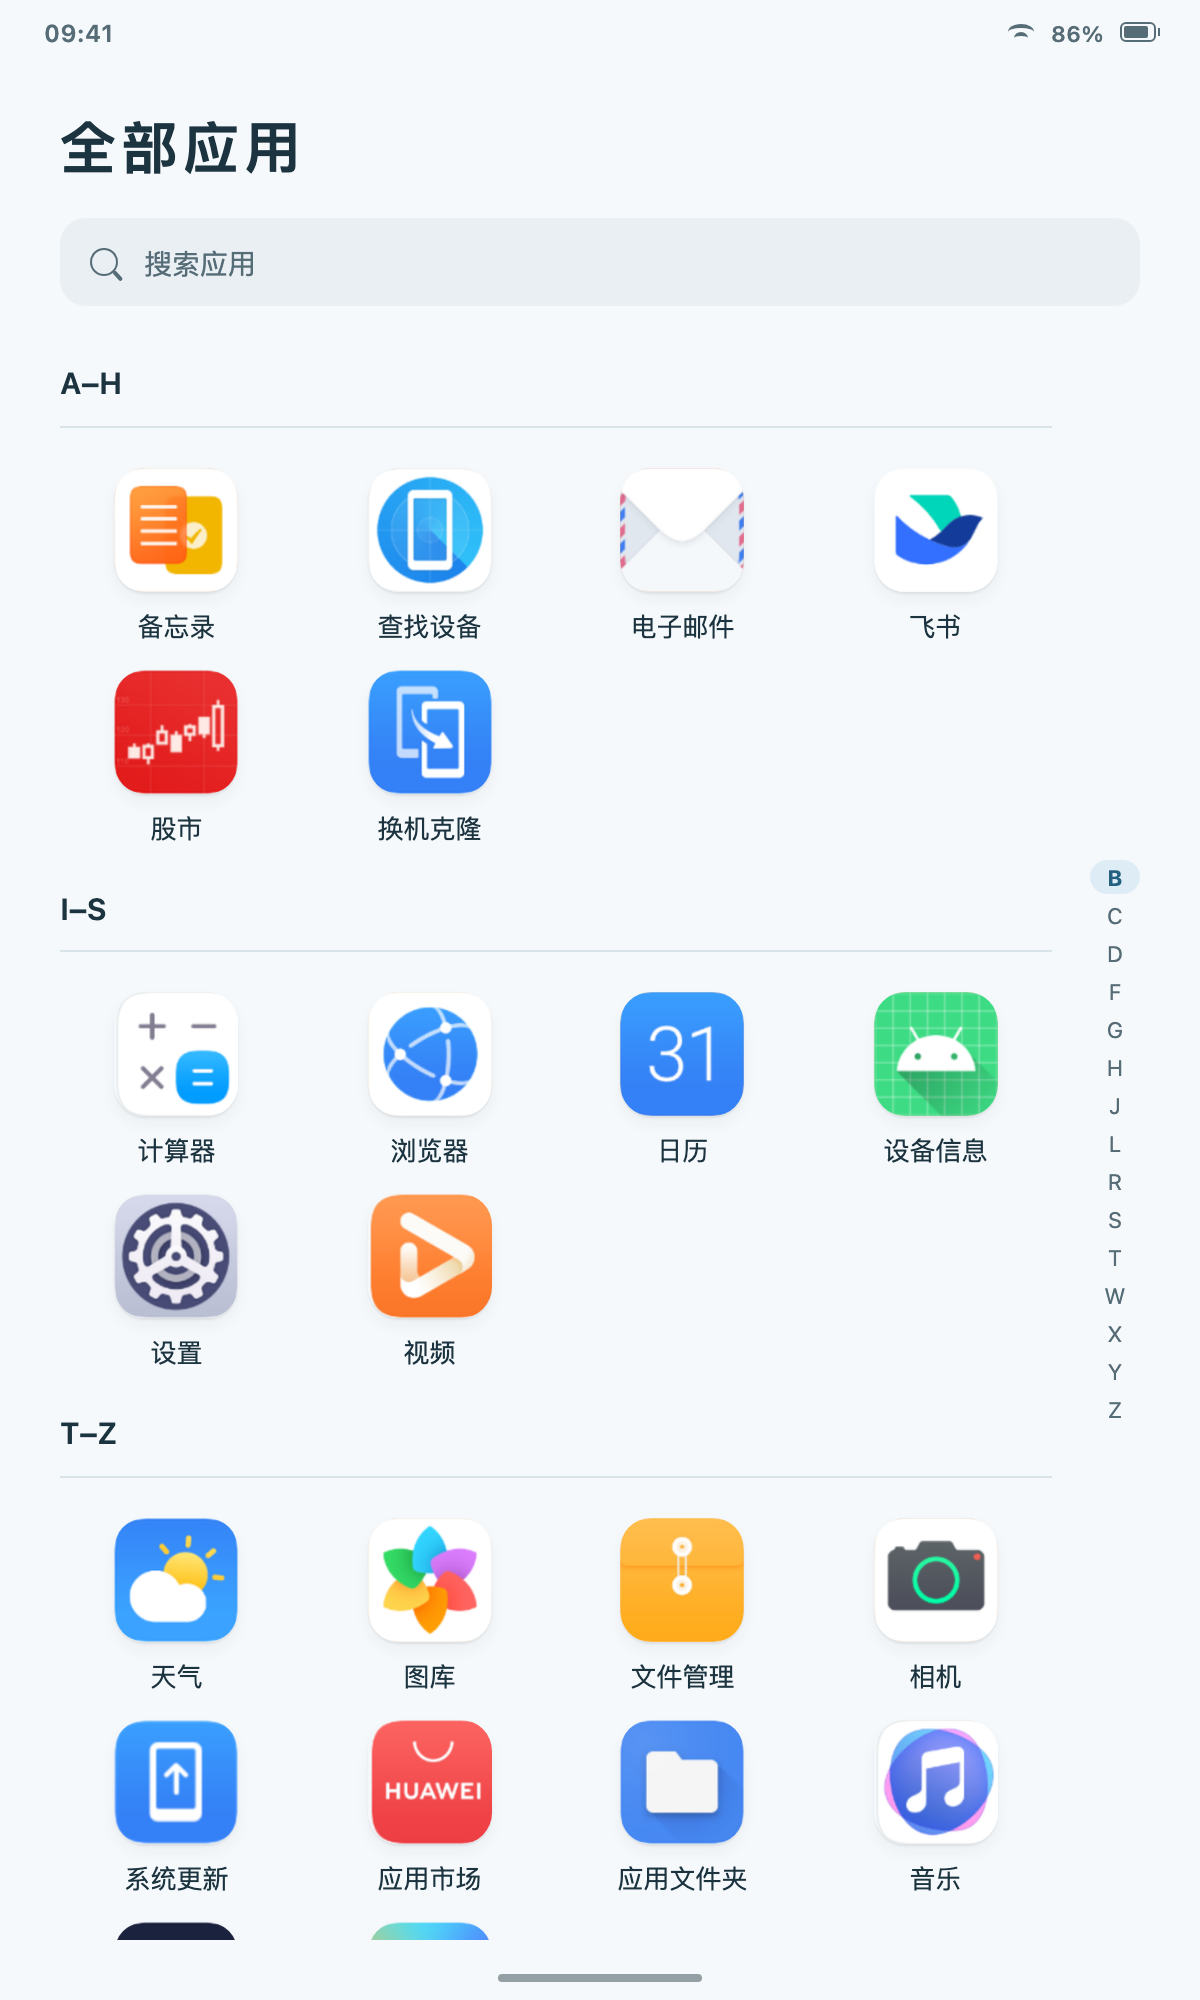 09:41 86%
全部应用
搜索应用
A–H
备忘录 查找设备 电子邮件 飞书
股市 换机克隆
B
I–S
C
D
F
31
G
H
J
计算器 浏览器 日历 设备信息
L
R
S
T
W
X
设置 视频
Y
Z
T–Z
天气 图库 文件管理 相机
HUAWEI
系统更新 应用市场 应用文件夹 音乐